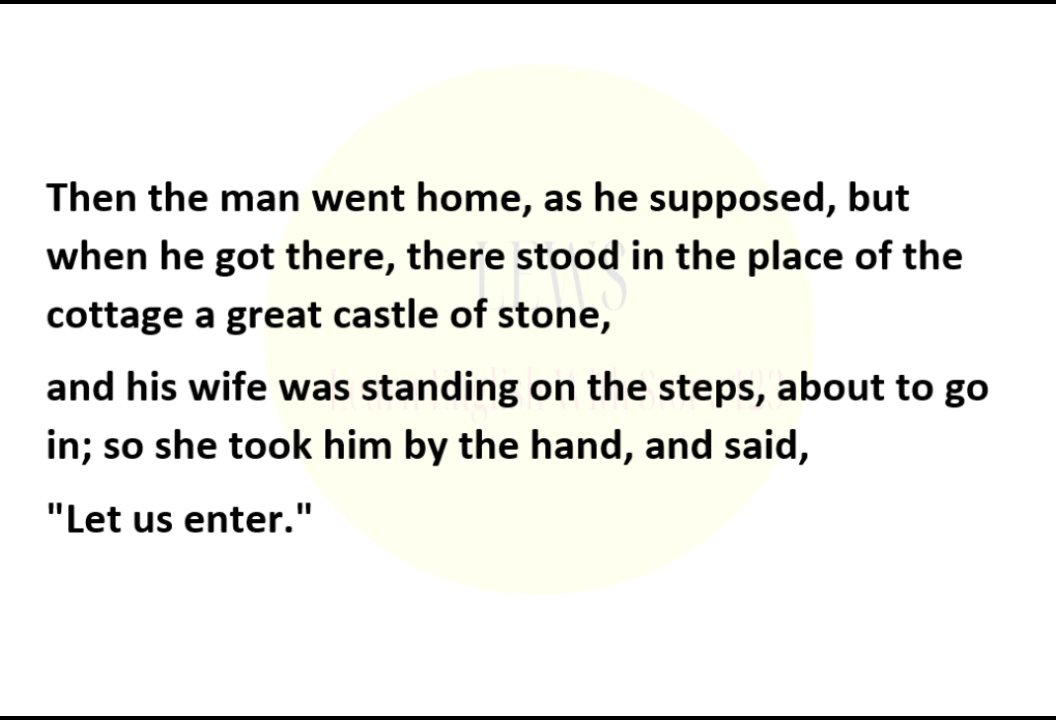 Then the man went home, as he supposed, but
when he got there, there stood in the place of the
cottage a great castle of stone,
and his wife was standing on the steps, about to go
in; so she took him by the hand, and said,
"Let us enter."
LEWS